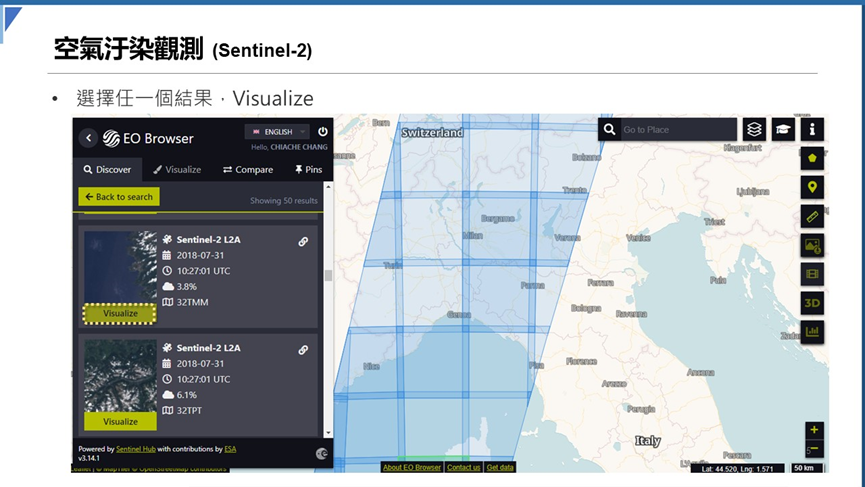 空氣汙染觀測 (Sentinel-2)
• 選擇任一個結果，Visualize
EO Browser
ENGLISH
Hello, CHIACHE CHANG
Discover
Visualize
Compare
Pins
Back to search
Showing 50 results
Sentinel-2 L2A
2018-07-31
10:27:01 UTC
3.8%
32TMM
Visualize
Sentinel-2 L2A
2018-07-31
10:27:01 UTC
6.1%
32TPT
Visualize
Powered by Sentinel Hub with contributions by ESA
v3.14.1
Leaflet | © MapTiler © OpenStreetMap contributors
Go to Place
3D
Bern
Switzerland
Bolzano
Klagenfurt
Trento
Ljubljana
Bergamo
Milan
Verona
Venice
Triest
Turin
Parma
Ferrara
Pula
Genoa
Bologna
Ravenna
Nice
Pisa
Florence
Arezzo
Ancona
Perugia
Italy
Pescara
About EO Browser
Contact us
Get data
Lat: 44.520, Lng: 1.571
50 km